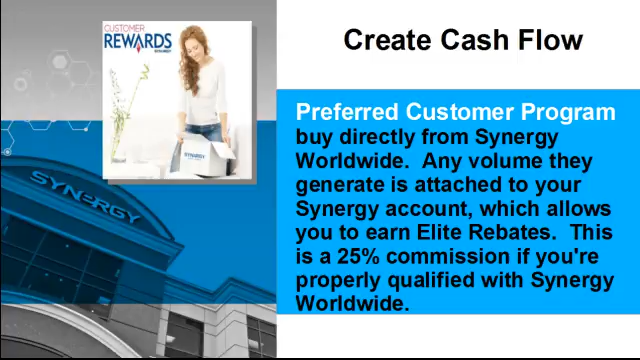 CUSTOMER
REWARDS
SYNERGY
SYNERGY
SYNERGY
Create Cash Flow
Preferred Customer Program
buy directly from Synergy
Worldwide.  Any volume they
generate is attached to your
Synergy account, which allows
you to earn Elite Rebates.  This
is a 25% commission if you're
properly qualified with Synergy
Worldwide.